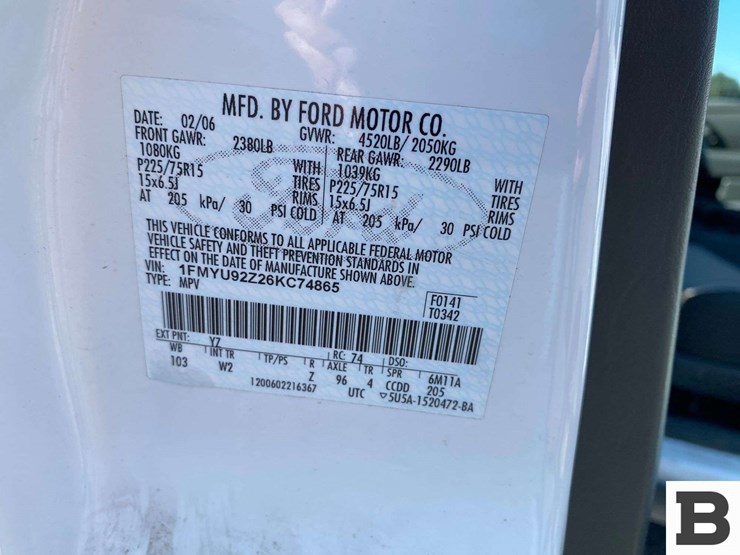 MFD. BY FORD MOTOR CO.
DATE: 02/06 GVWR: 4520LB/ 2050KG
FRONT GAWR: 2380LB REAR GAWR: 2290LB
1080KG WITH 1039KG WITH
P225/75R15 TIRES P225/75R15 TIRES
15x6.5J RIMS 15x6.5J RIMS
AT 205 kPa/ 30 PSI COLD AT 205 kPa/ 30 PSI COLD
Ford
THIS VEHICLE CONFORMS TO ALL APPLICABLE FEDERAL MOTOR
VEHICLE SAFETY AND THEFT PREVENTION STANDARDS IN
EFFECT ON THE DATE OF MANUFACTURE SHOWN ABOVE.
VIN: 1FMYU92Z26KC74865
TYPE: MPV
F0141
T0342
EXT PNT: YZ RC: 74 DSO:
WB INT TR TP/PS R AXLE TR SPR 6M11A
103 W2 Z 96 4 CCDD 205
1200602216367 UTC ▽5U5A-1520472-BA
B